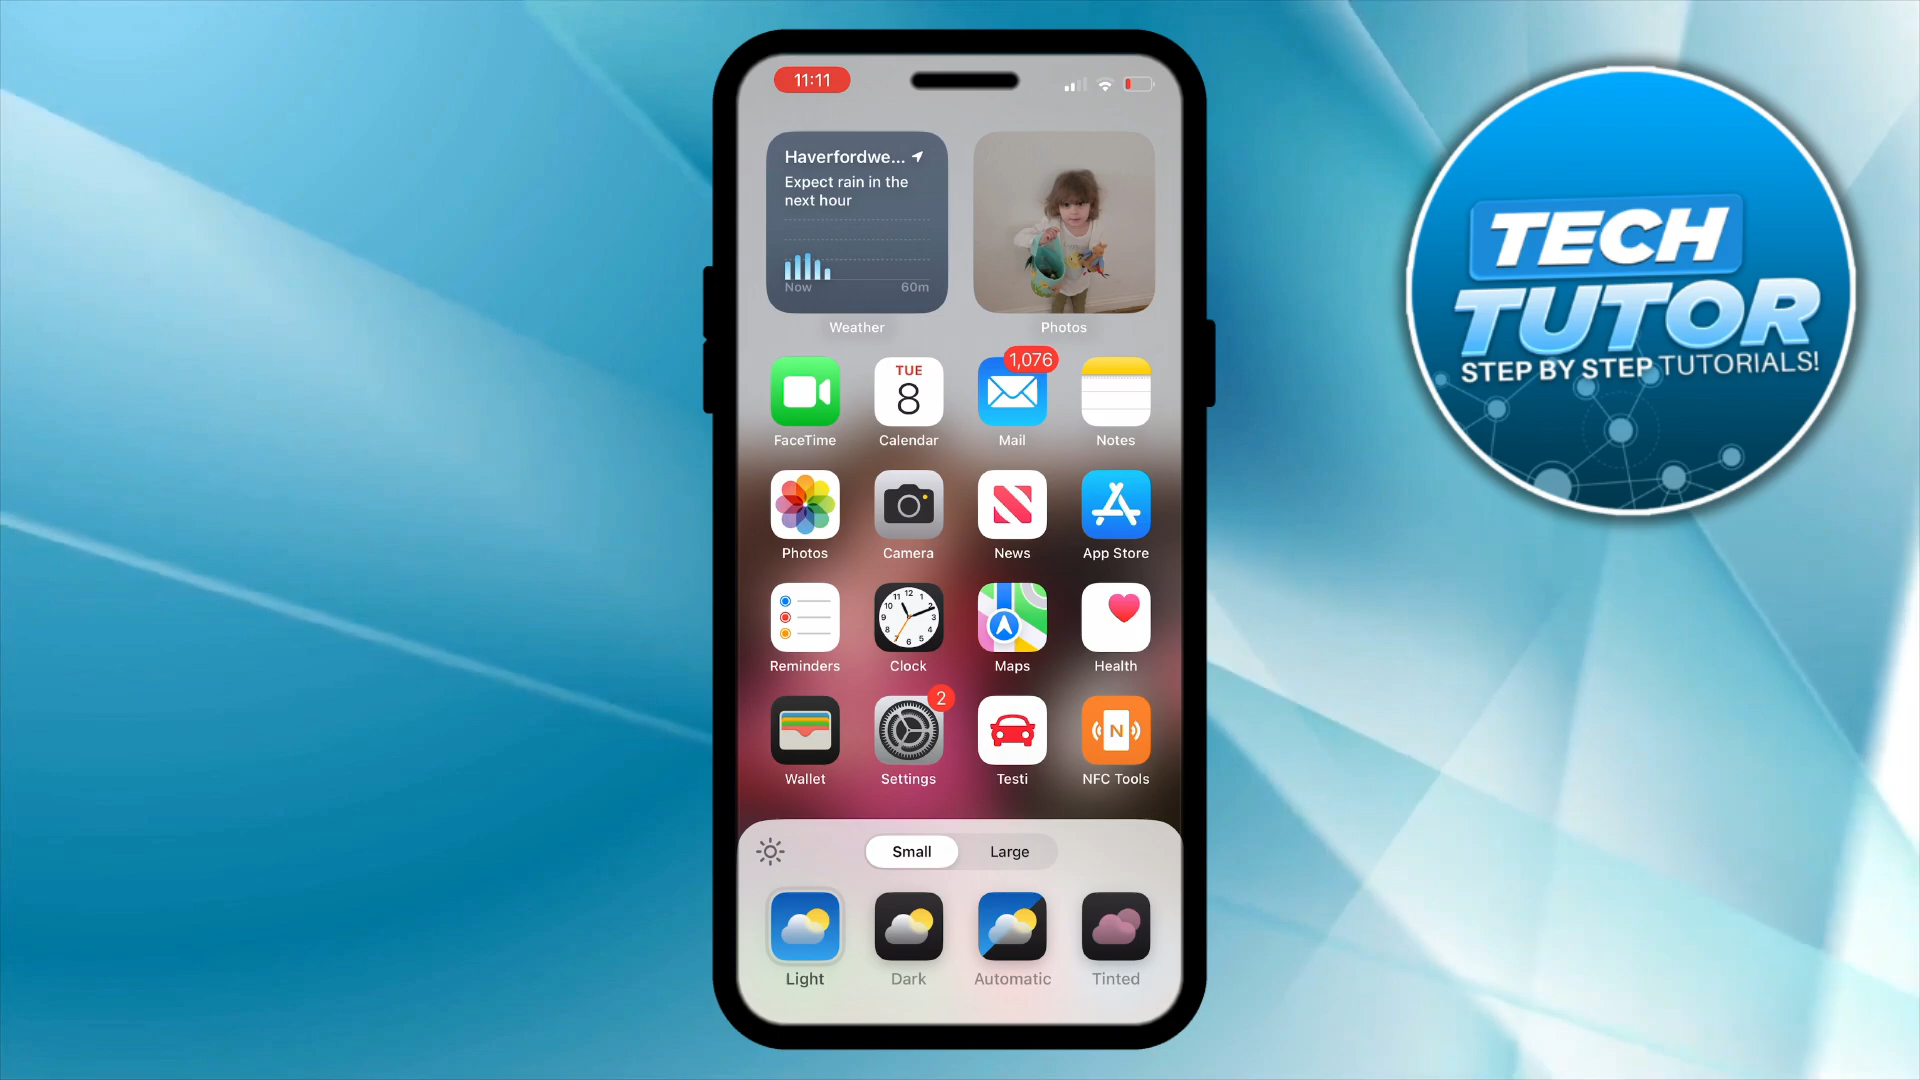 11:11
Haverfordwe...
Expect rain in the
next hour
Now 60m
Weather Photos
TUE
8
1,076
FaceTime Calendar Mail Notes
Photos Camera News App Store
Reminders Clock Maps Health
2
N
Wallet Settings Testi NFC Tools
Small Large
Light Dark Automatic Tinted
TECH
TUTOR
STEP BY STEP TUTORIALS!